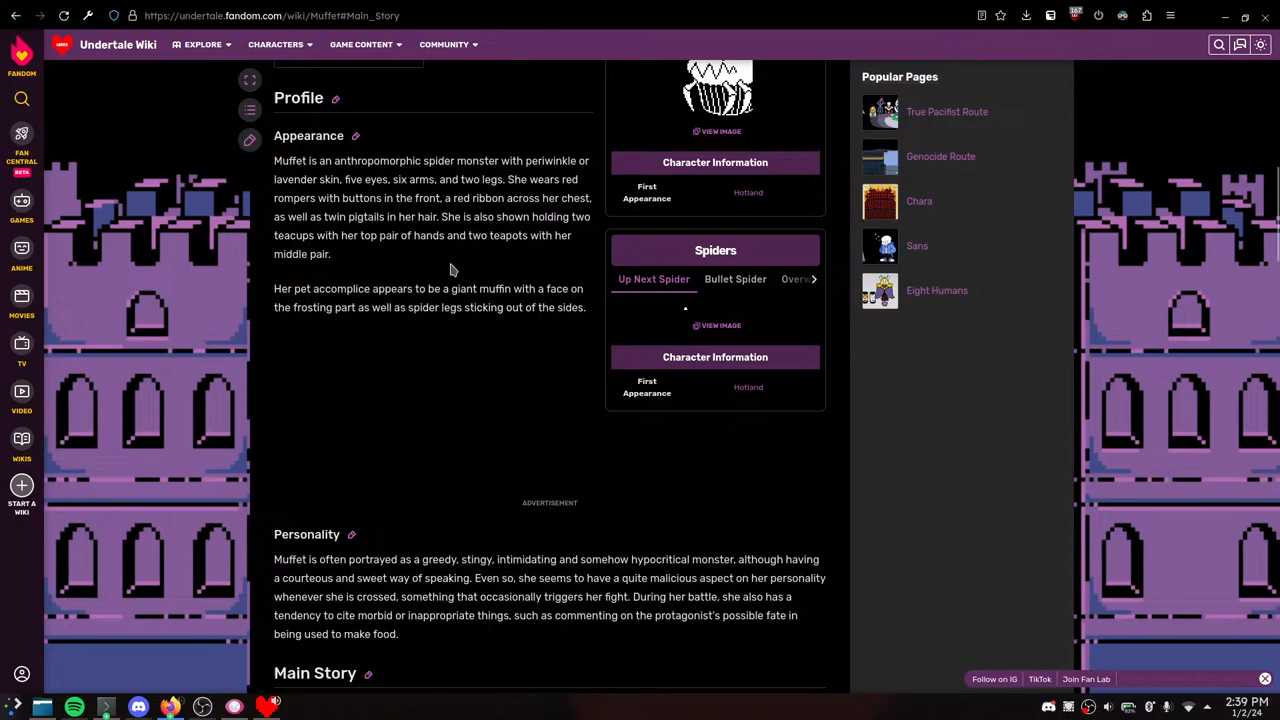 https://undertale.fandom.com/wiki/Muffet#Main_Story
167
Undertale Wiki
EXPLORE
CHARACTERS
GAME CONTENT
COMMUNITY
FANDOM
FAN
CENTRAL
BETA
GAMES
ANIME
MOVIES
TV
VIDEO
WIKIS
START A
WIKI
Profile
Appearance
Muffet is an anthropomorphic spider monster with periwinkle or
lavender skin, five eyes, six arms, and two legs. She wears red
rompers with buttons in the front, a red ribbon across her chest,
as well as twin pigtails in her hair. She is also shown holding two
teacups with her top pair of hands and two teapots with her
middle pair.
Her pet accomplice appears to be a giant muffin with a face on
the frosting part as well as spider legs sticking out of the sides.
VIEW IMAGE
Character Information
First
Appearance
Hotland
Spiders
Up Next Spider
Bullet Spider
Overw
VIEW IMAGE
Character Information
First
Appearance
Hotland
Popular Pages
True Pacifist Route
Genocide Route
Chara
Sans
Eight Humans
ADVERTISEMENT
Personality
Muffet is often portrayed as a greedy, stingy, intimidating and somehow hypocritical monster, although having
a courteous and sweet way of speaking. Even so, she seems to have a quite malicious aspect on her personality
whenever she is crossed, something that occasionally triggers her fight. During her battle, she also has a
tendency to cite morbid or inappropriate things, such as commenting on the protagonist's possible fate in
being used to make food.
Main Story
Follow on IG
TikTok
Join Fan Lab
2:39 PM
1/2/24